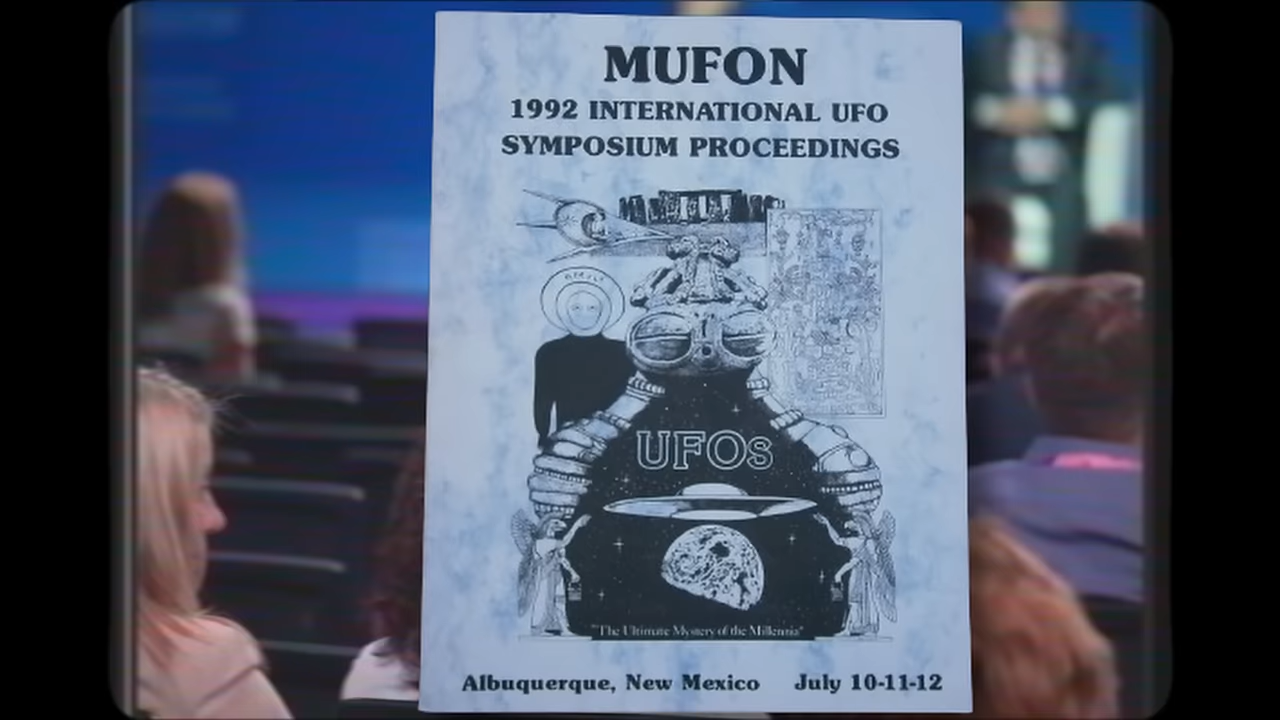 MUFON
1992 INTERNATIONAL UFO
SYMPOSIUM PROCEEDINGS
UFOs
"The Ultimate Mystery of the Millennia"
Albuquerque, New Mexico July 10-11-12